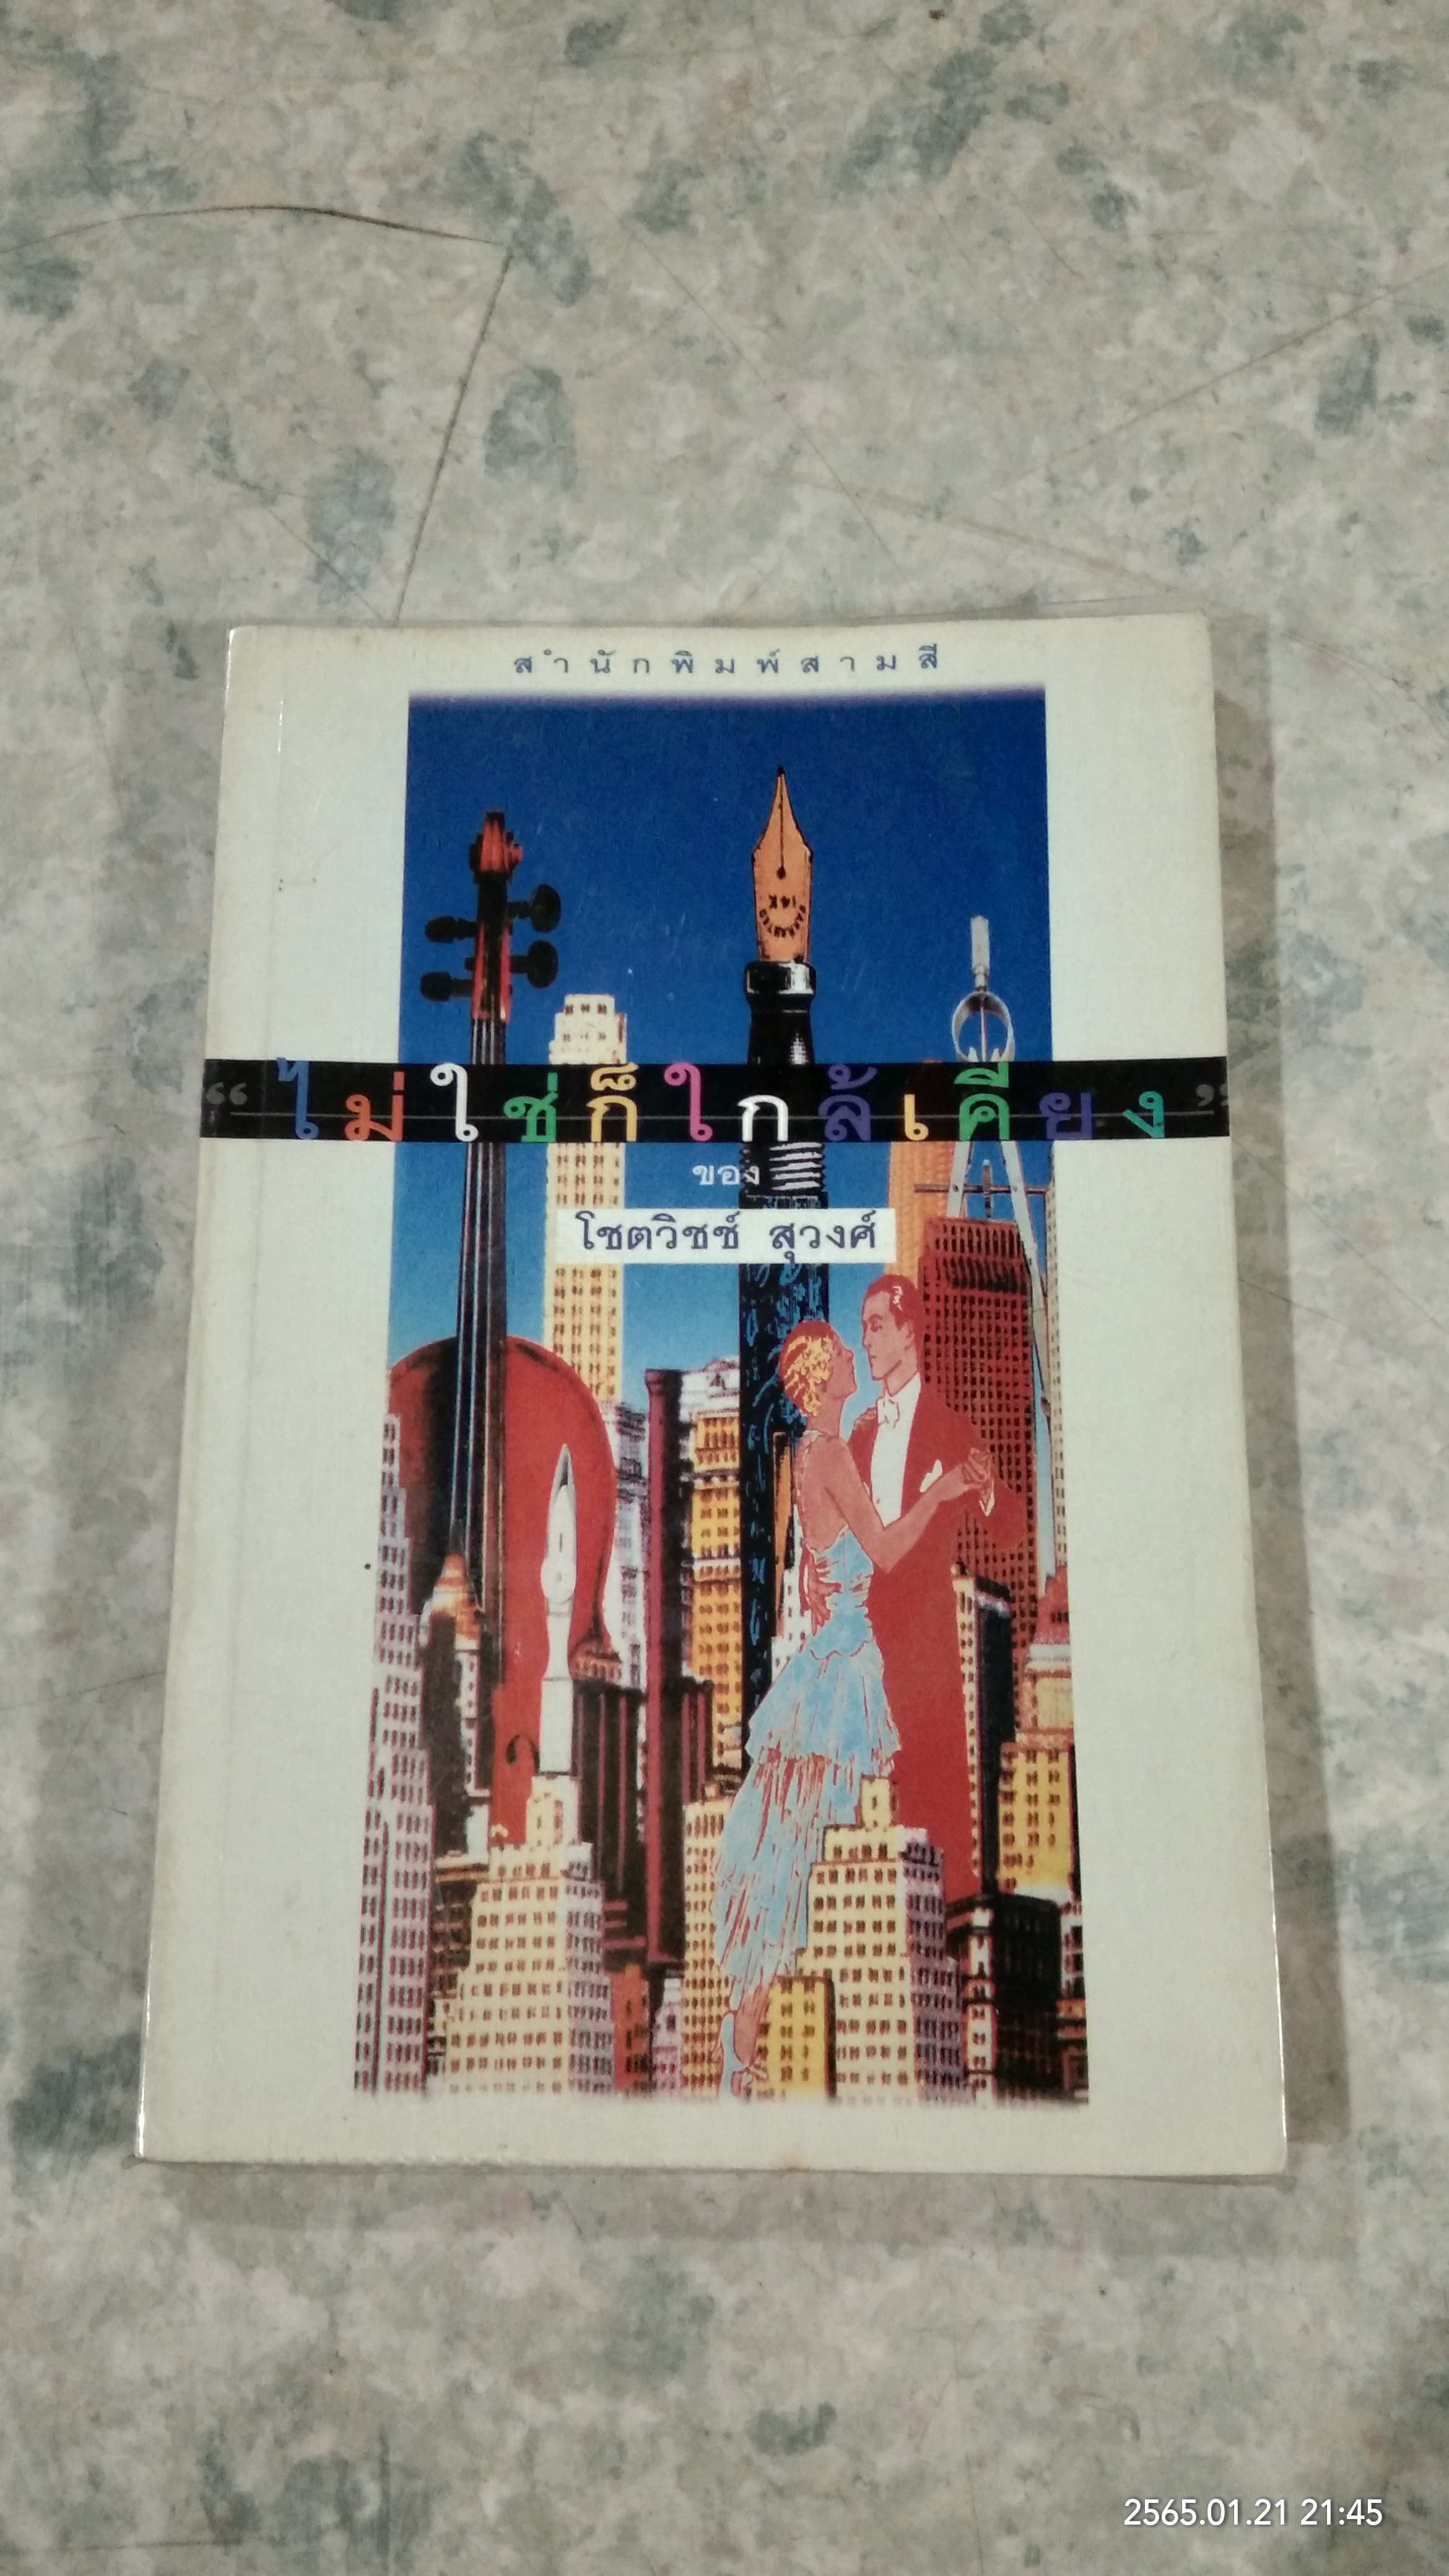 สำนักพิมพ์สามสี
WARRANTED
14K
“ไม่ใช่ก็ใกล้เคียง”
ของ
โชตวิชช์ สุวงศ์
2565.01.21 21:45